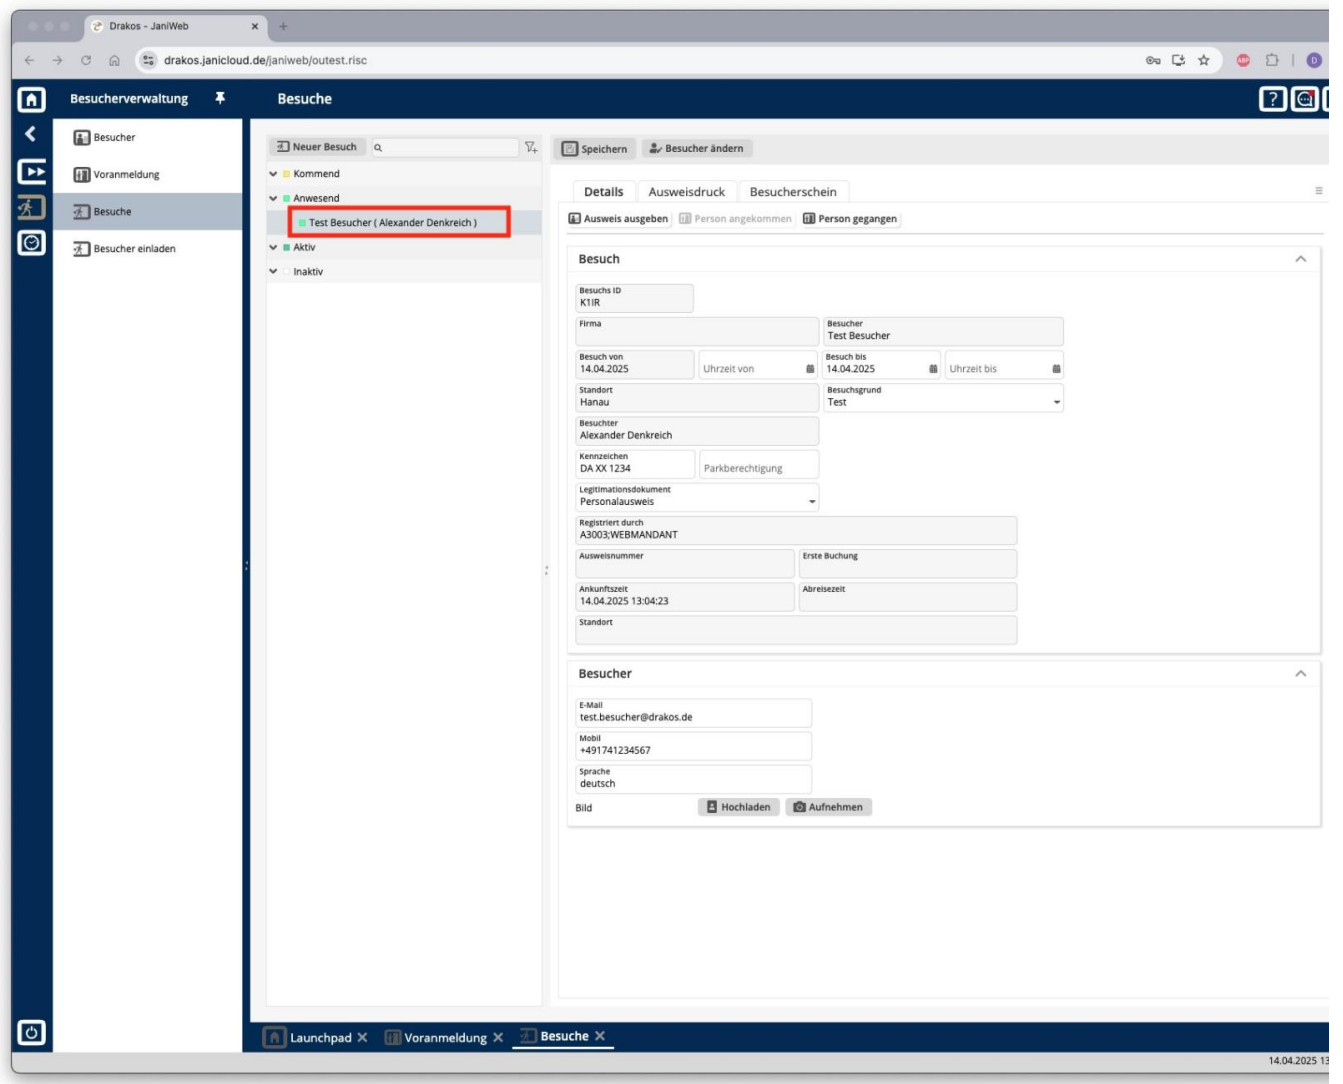 Drakos - JaniWeb
drakos.janicloud.de/janiweb/outest.risc
ABP
D
Besucherverwaltung
Besuche
Besucher
Voranmeldung
Besuche
Besucher einladen
Neuer Besuch
Kommend
Anwesend
Test Besucher ( Alexander Denkreich )
Aktiv
Inaktiv
Speichern
Besucher ändern
Details
Ausweisdruck
Besucherschein
Ausweis ausgeben
Person angekommen
Person gegangen
Besuch
Besuchs ID
K1IR
Firma
Besucher
Test Besucher
Besuch von
14.04.2025
Uhrzeit von
Besuch bis
14.04.2025
Uhrzeit bis
Standort
Hanau
Besuchsgrund
Test
Besuchter
Alexander Denkreich
Kennzeichen
DA XX 1234
Parkberechtigung
Legitimationsdokument
Personalausweis
Registriert durch
A3003;WEBMANDANT
Ausweisnummer
Erste Buchung
Ankunftszeit
14.04.2025 13:04:23
Abreisezeit
Standort
Besucher
E-Mail
test.besucher@drakos.de
Mobil
+491741234567
Sprache
deutsch
Bild
Hochladen
Aufnehmen
Launchpad
Voranmeldung
Besuche
14.04.2025 13